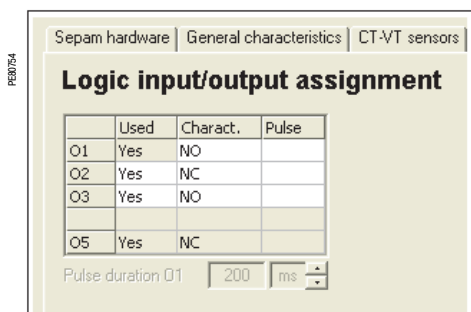 PE80754
Sepam hardware General characteristics CT-VT sensors
Logic input/output assignment
Used Charact. Pulse
O1 Yes NO
O2 Yes NC
O3 Yes NO
O5 Yes NC
Pulse duration O1 200 ms